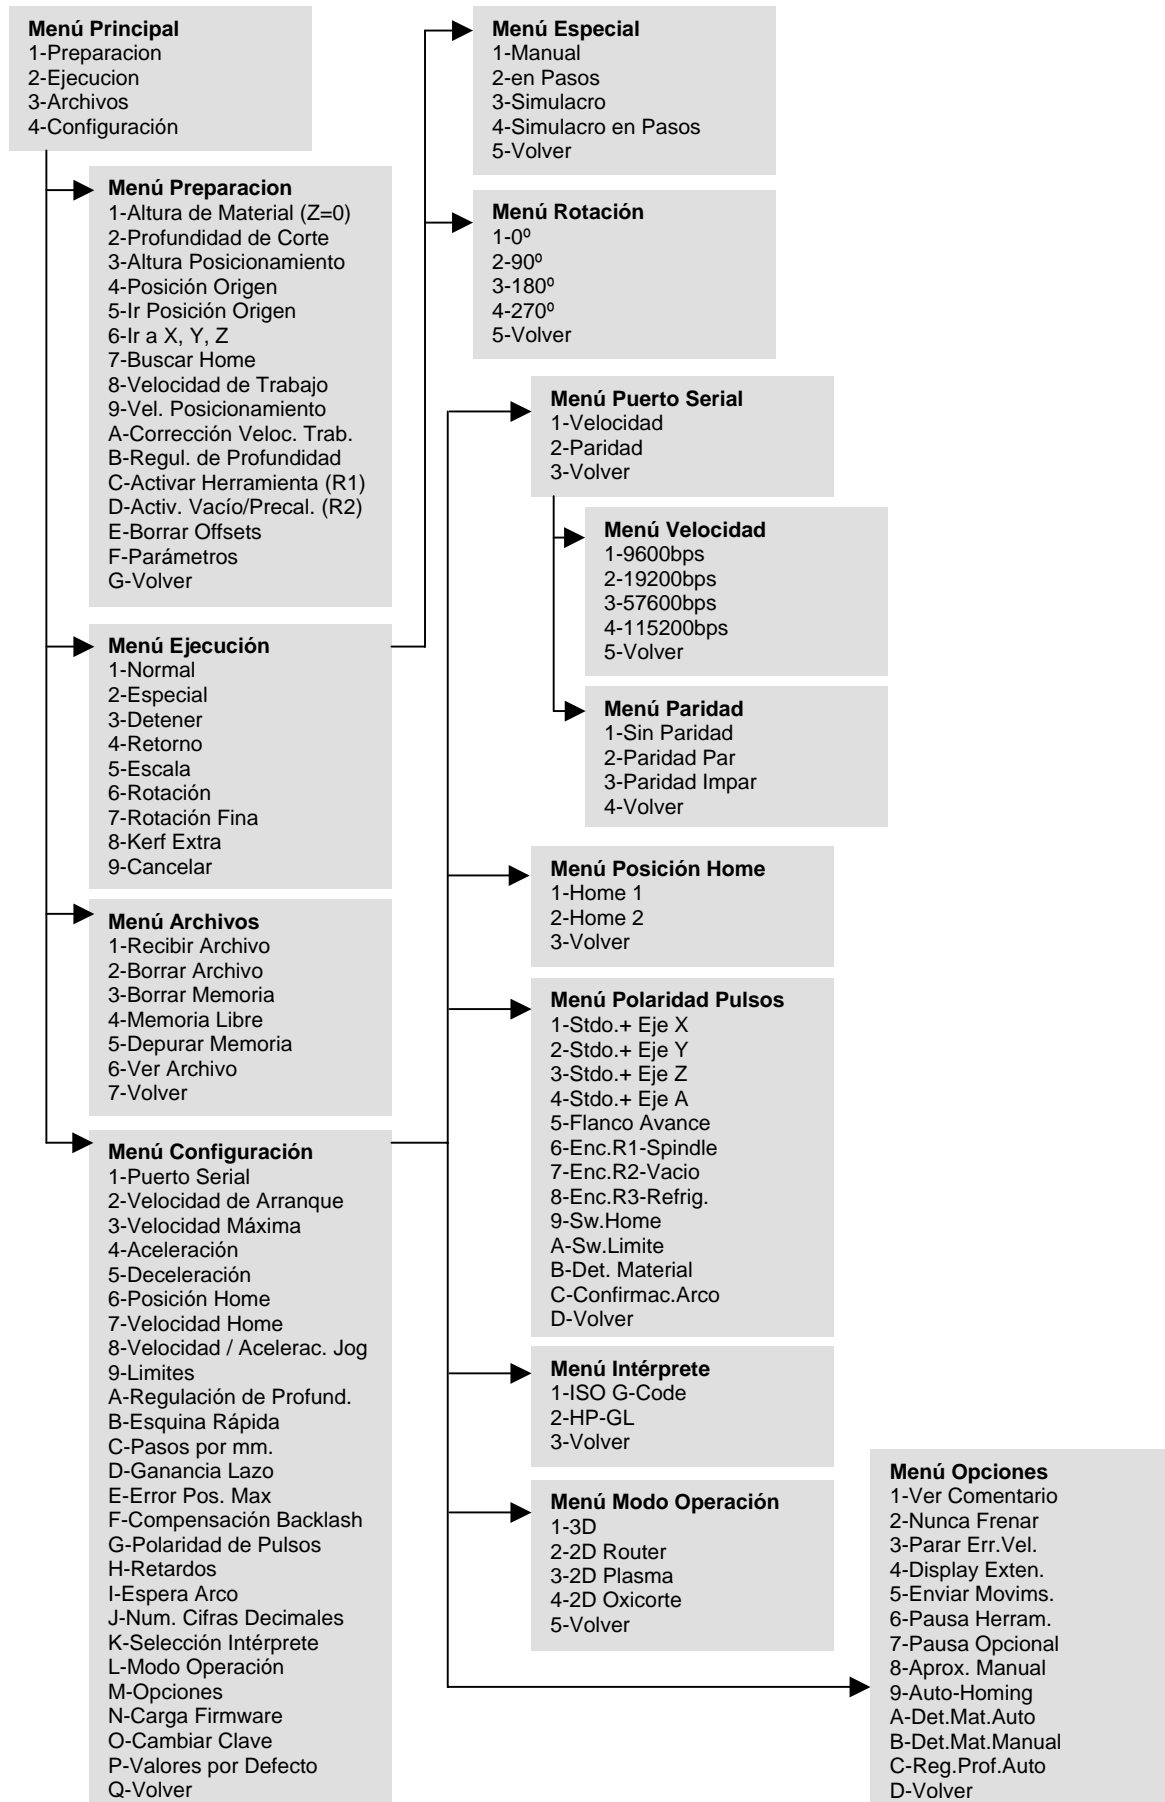 Menú Principal
1-Preparacion
2-Ejecucion
3-Archivos
4-Configuración
Menú Preparacion
1-Altura de Material (Z=0)
2-Profundidad de Corte
3-Altura Posicionamiento
4-Posición Origen
5-Ir Posición Origen
6-Ir a X, Y, Z
7-Buscar Home
8-Velocidad de Trabajo
9-Vel. Posicionamiento
A-Corrección Veloc. Trab.
B-Regul. de Profundidad
C-Activar Herramienta (R1)
D-Activ. Vacío/Precal. (R2)
E-Borrar Offsets
F-Parámetros
G-Volver
Menú Ejecución
1-Normal
2-Especial
3-Detener
4-Retorno
5-Escala
6-Rotación
7-Rotación Fina
8-Kerf Extra
9-Cancelar
Menú Archivos
1-Recibir Archivo
2-Borrar Archivo
3-Borrar Memoria
4-Memoria Libre
5-Depurar Memoria
6-Ver Archivo
7-Volver
Menú Configuración
1-Puerto Serial
2-Velocidad de Arranque
3-Velocidad Máxima
4-Aceleración
5-Deceleración
6-Posición Home
7-Velocidad Home
8-Velocidad / Acelerac. Jog
9-Limites
A-Regulación de Profund.
B-Esquina Rápida
C-Pasos por mm.
D-Ganancia Lazo
E-Error Pos. Max
F-Compensación Backlash
G-Polaridad de Pulsos
H-Retardos
I-Espera Arco
J-Num. Cifras Decimales
K-Selección Intérprete
L-Modo Operación
M-Opciones
N-Carga Firmware
O-Cambiar Clave
P-Valores por Defecto
Q-Volver
Menú Especial
1-Manual
2-en Pasos
3-Simulacro
4-Simulacro en Pasos
5-Volver
Menú Rotación
1-0º
2-90º
3-180º
4-270º
5-Volver
Menú Puerto Serial
1-Velocidad
2-Paridad
3-Volver
Menú Velocidad
1-9600bps
2-19200bps
3-57600bps
4-115200bps
5-Volver
Menú Paridad
1-Sin Paridad
2-Paridad Par
3-Paridad Impar
4-Volver
Menú Posición Home
1-Home 1
2-Home 2
3-Volver
Menú Polaridad Pulsos
1-Stdo.+ Eje X
2-Stdo.+ Eje Y
3-Stdo.+ Eje Z
4-Stdo.+ Eje A
5-Flanco Avance
6-Enc.R1-Spindle
7-Enc.R2-Vacio
8-Enc.R3-Refrig.
9-Sw.Home
A-Sw.Limite
B-Det. Material
C-Confirmac.Arco
D-Volver
Menú Intérprete
1-ISO G-Code
2-HP-GL
3-Volver
Menú Modo Operación
1-3D
2-2D Router
3-2D Plasma
4-2D Oxicorte
5-Volver
Menú Opciones
1-Ver Comentario
2-Nunca Frenar
3-Parar Err.Vel.
4-Display Exten.
5-Enviar Movims.
6-Pausa Herram.
7-Pausa Opcional
8-Aprox. Manual
9-Auto-Homing
A-Det.Mat.Auto
B-Det.Mat.Manual
C-Reg.Prof.Auto
D-Volver